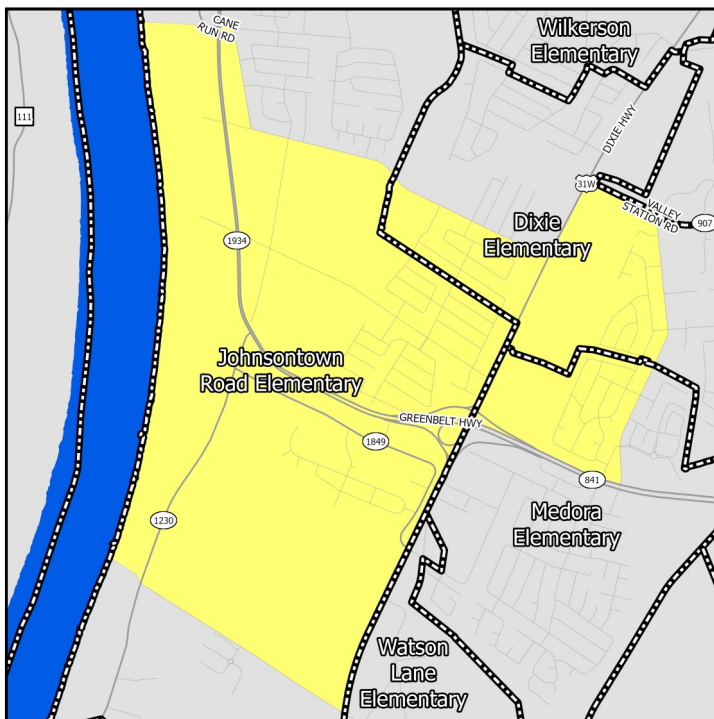 CANE
RUN RD
Wilkerson
Elementary
111
DIXIE HWY
31W
VALLEY
STATION RD
907
Dixie
Elementary
1934
Johnsontown
Road Elementary
GREENBELT HWY
1849
841
1230
Medora
Elementary
Watson
Lane
Elementary